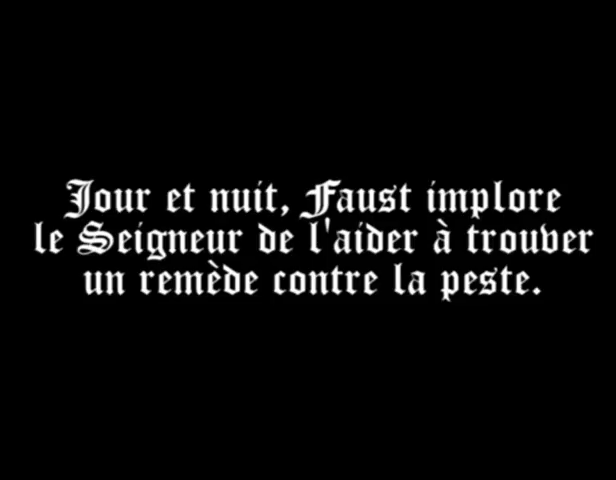 Jour et nuit, Faust implore
le Seigneur de l'aider à trouver
un remède contre la peste.